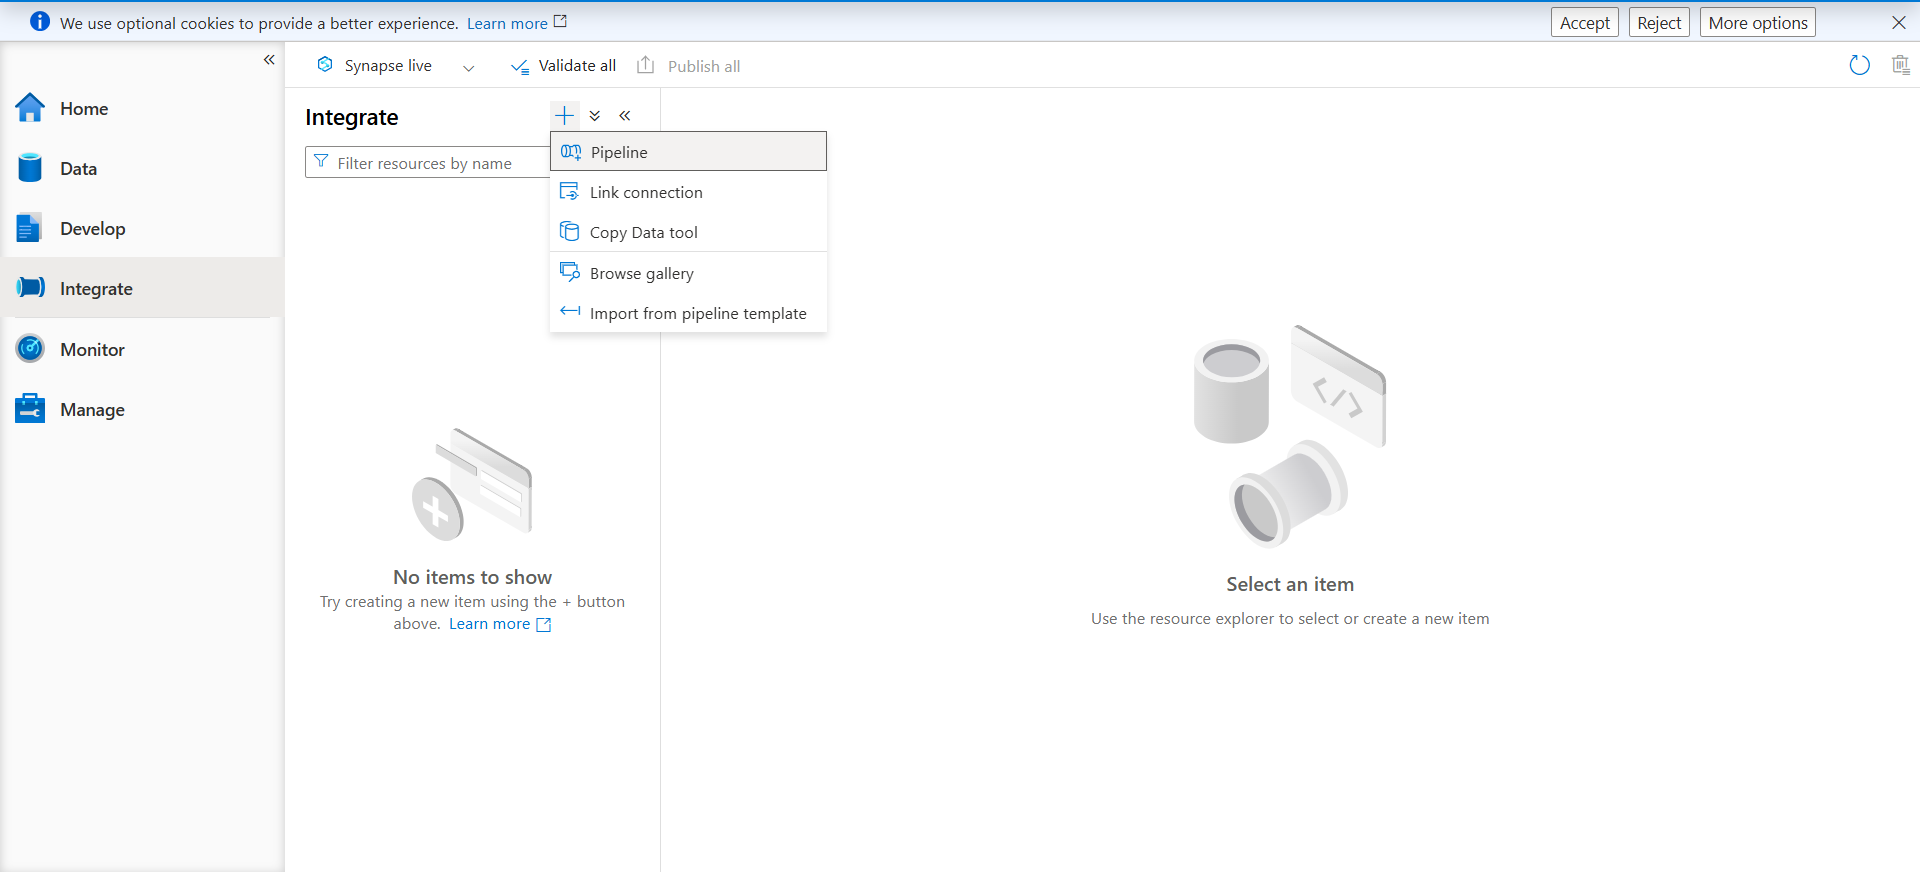 We use optional cookies to provide a better experience. Learn more
Accept
Reject
More options
Synapse live
Validate all
Publish all
Home
Data
Develop
Integrate
Monitor
Manage
Integrate
Filter resources by name
Pipeline
Link connection
Copy Data tool
Browse gallery
Import from pipeline template
No items to show
Try creating a new item using the + button
above. Learn more
Select an item
Use the resource explorer to select or create a new item